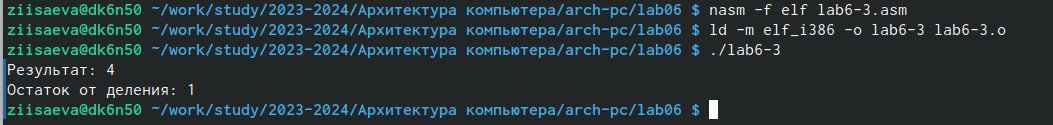 ziisaeva@dk6n50 ~/work/study/2023-2024/Архитектура компьютера/arch-pc/lab06 $ nasm -f elf lab6-3.asm
ziisaeva@dk6n50 ~/work/study/2023-2024/Архитектура компьютера/arch-pc/lab06 $ ld -m elf_i386 -o lab6-3 lab6-3.o
ziisaeva@dk6n50 ~/work/study/2023-2024/Архитектура компьютера/arch-pc/lab06 $ ./lab6-3
Результат: 4
Остаток от деления: 1
ziisaeva@dk6n50 ~/work/study/2023-2024/Архитектура компьютера/arch-pc/lab06 $